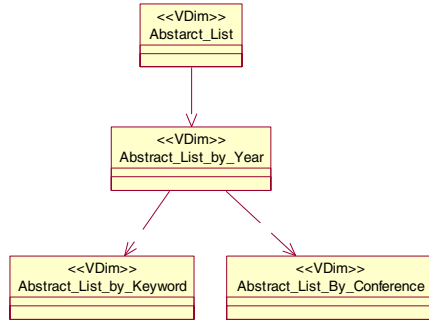 <<VDim>>
Abstarct_List
<<VDim>>
Abstract_List_by_Year
<<VDim>>
Abstract_List_by_Keyword
<<VDim>>
Abstract_List_By_Conference